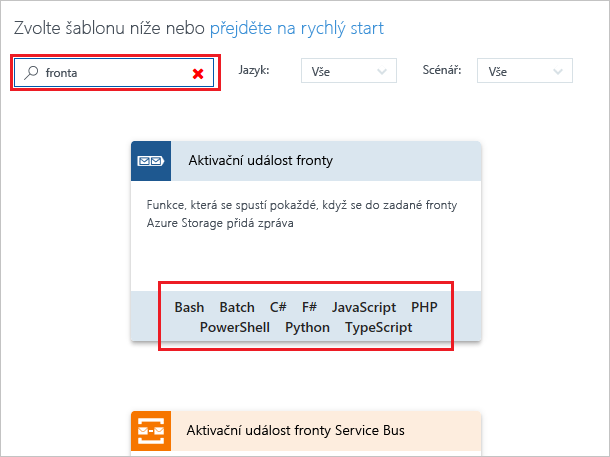 Zvolte šablonu níže nebo přejděte na rychlý start
fronta
Jazyk:
Vše
Scénář:
Vše
Aktivační událost fronty
Funkce, která se spustí pokaždé, když se do zadané fronty
Azure Storage přidá zpráva
Bash Batch C# F# JavaScript PHP
PowerShell Python TypeScript
Aktivační událost fronty Service Bus